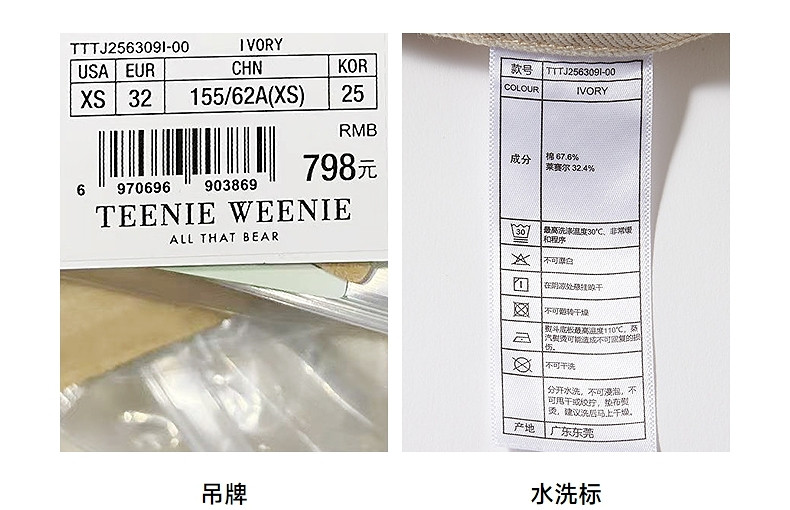 TTTJ256309I-00 IVORY
USA EUR CHN KOR
XS 32 155/62A(XS) 25
RMB
798元
6 970696 903869
TEENIE WEENIE
ALL THAT BEAR
款号 TTTJ256309I-00
COLOUR IVORY
成分 棉 67.6%
莱赛尔 32.4%
30 最高洗涤温度30℃，非常缓
和程序
不可漂白
在阴凉处悬挂晾干
不可翻转干燥
熨斗底板最高温度110℃，蒸
汽熨烫可能造成不可回复的损
伤。
不可干洗
分开水洗，不可浸泡，不
可甩干或绞拧，垫布熨
烫，建议洗后马上干燥。
产地 广东东莞
吊牌
水洗标